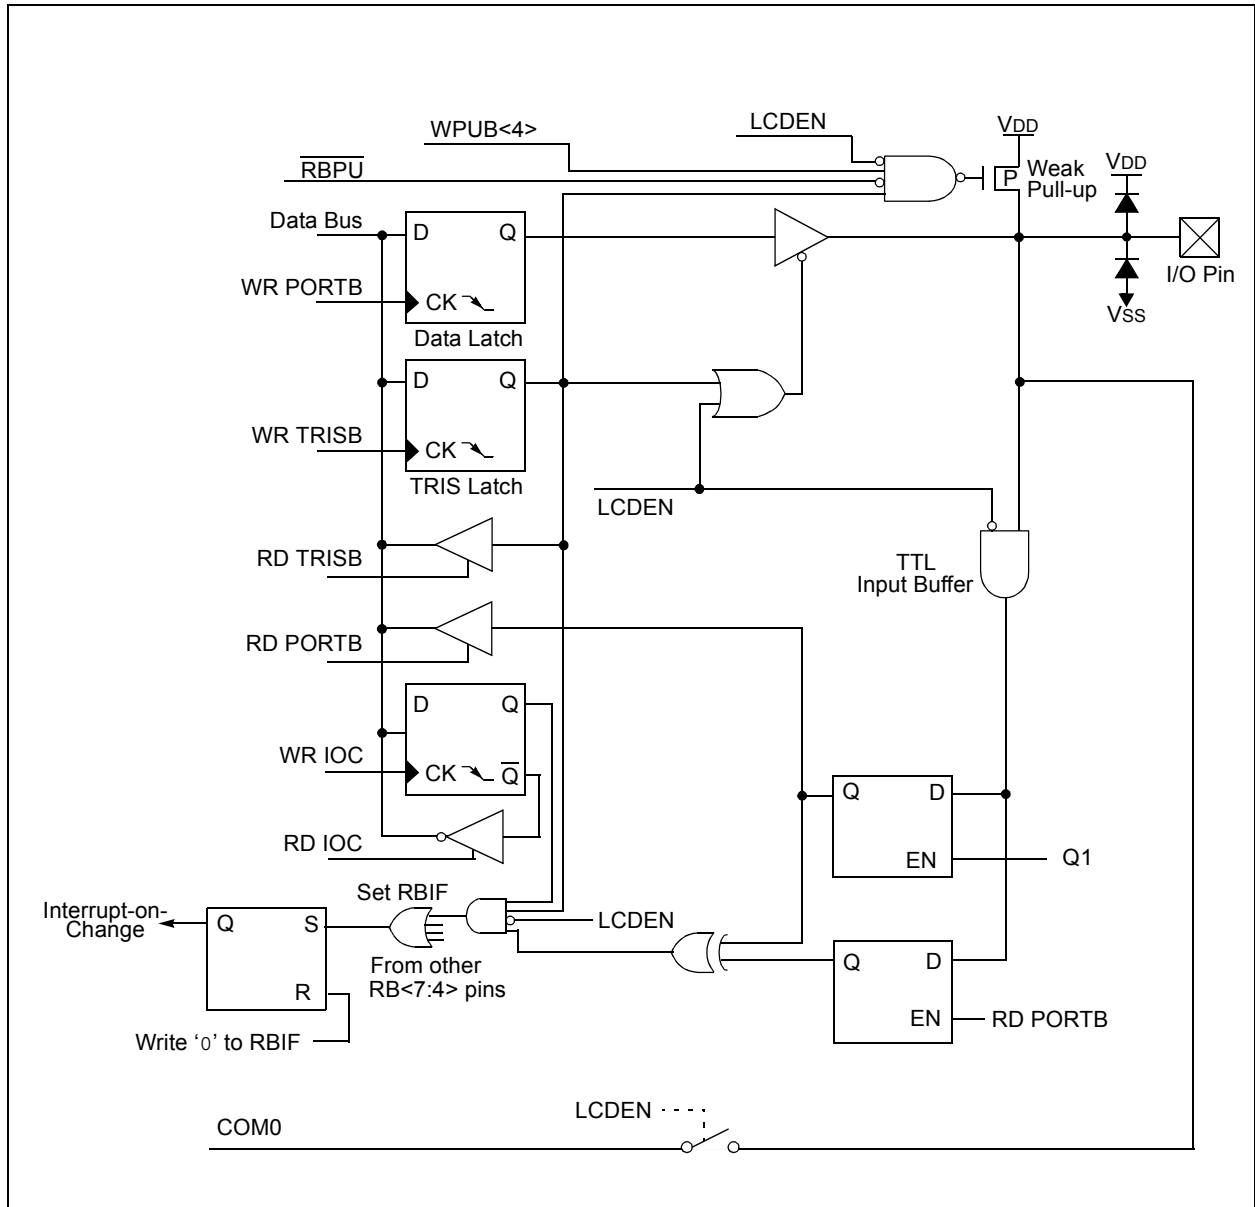 LCDEN
WPUB<4>
VDD
RBPU
Weak
Pull-up
P
VDD
Data Bus
D Q
I/O Pin
WR PORTB
CK
VSS
Data Latch
D Q
WR TRISB
CK
TRIS Latch
LCDEN
RD TRISB
TTL
Input Buffer
RD PORTB
D Q
WR IOC
CK Q
Q D
RD IOC
EN Q1
Set RBIF
Interrupt-on-
Change
Q S
LCDEN
From other
RB<7:4> pins
Q D
R
EN RD PORTB
Write ‘0’ to RBIF
LCDEN
COM0